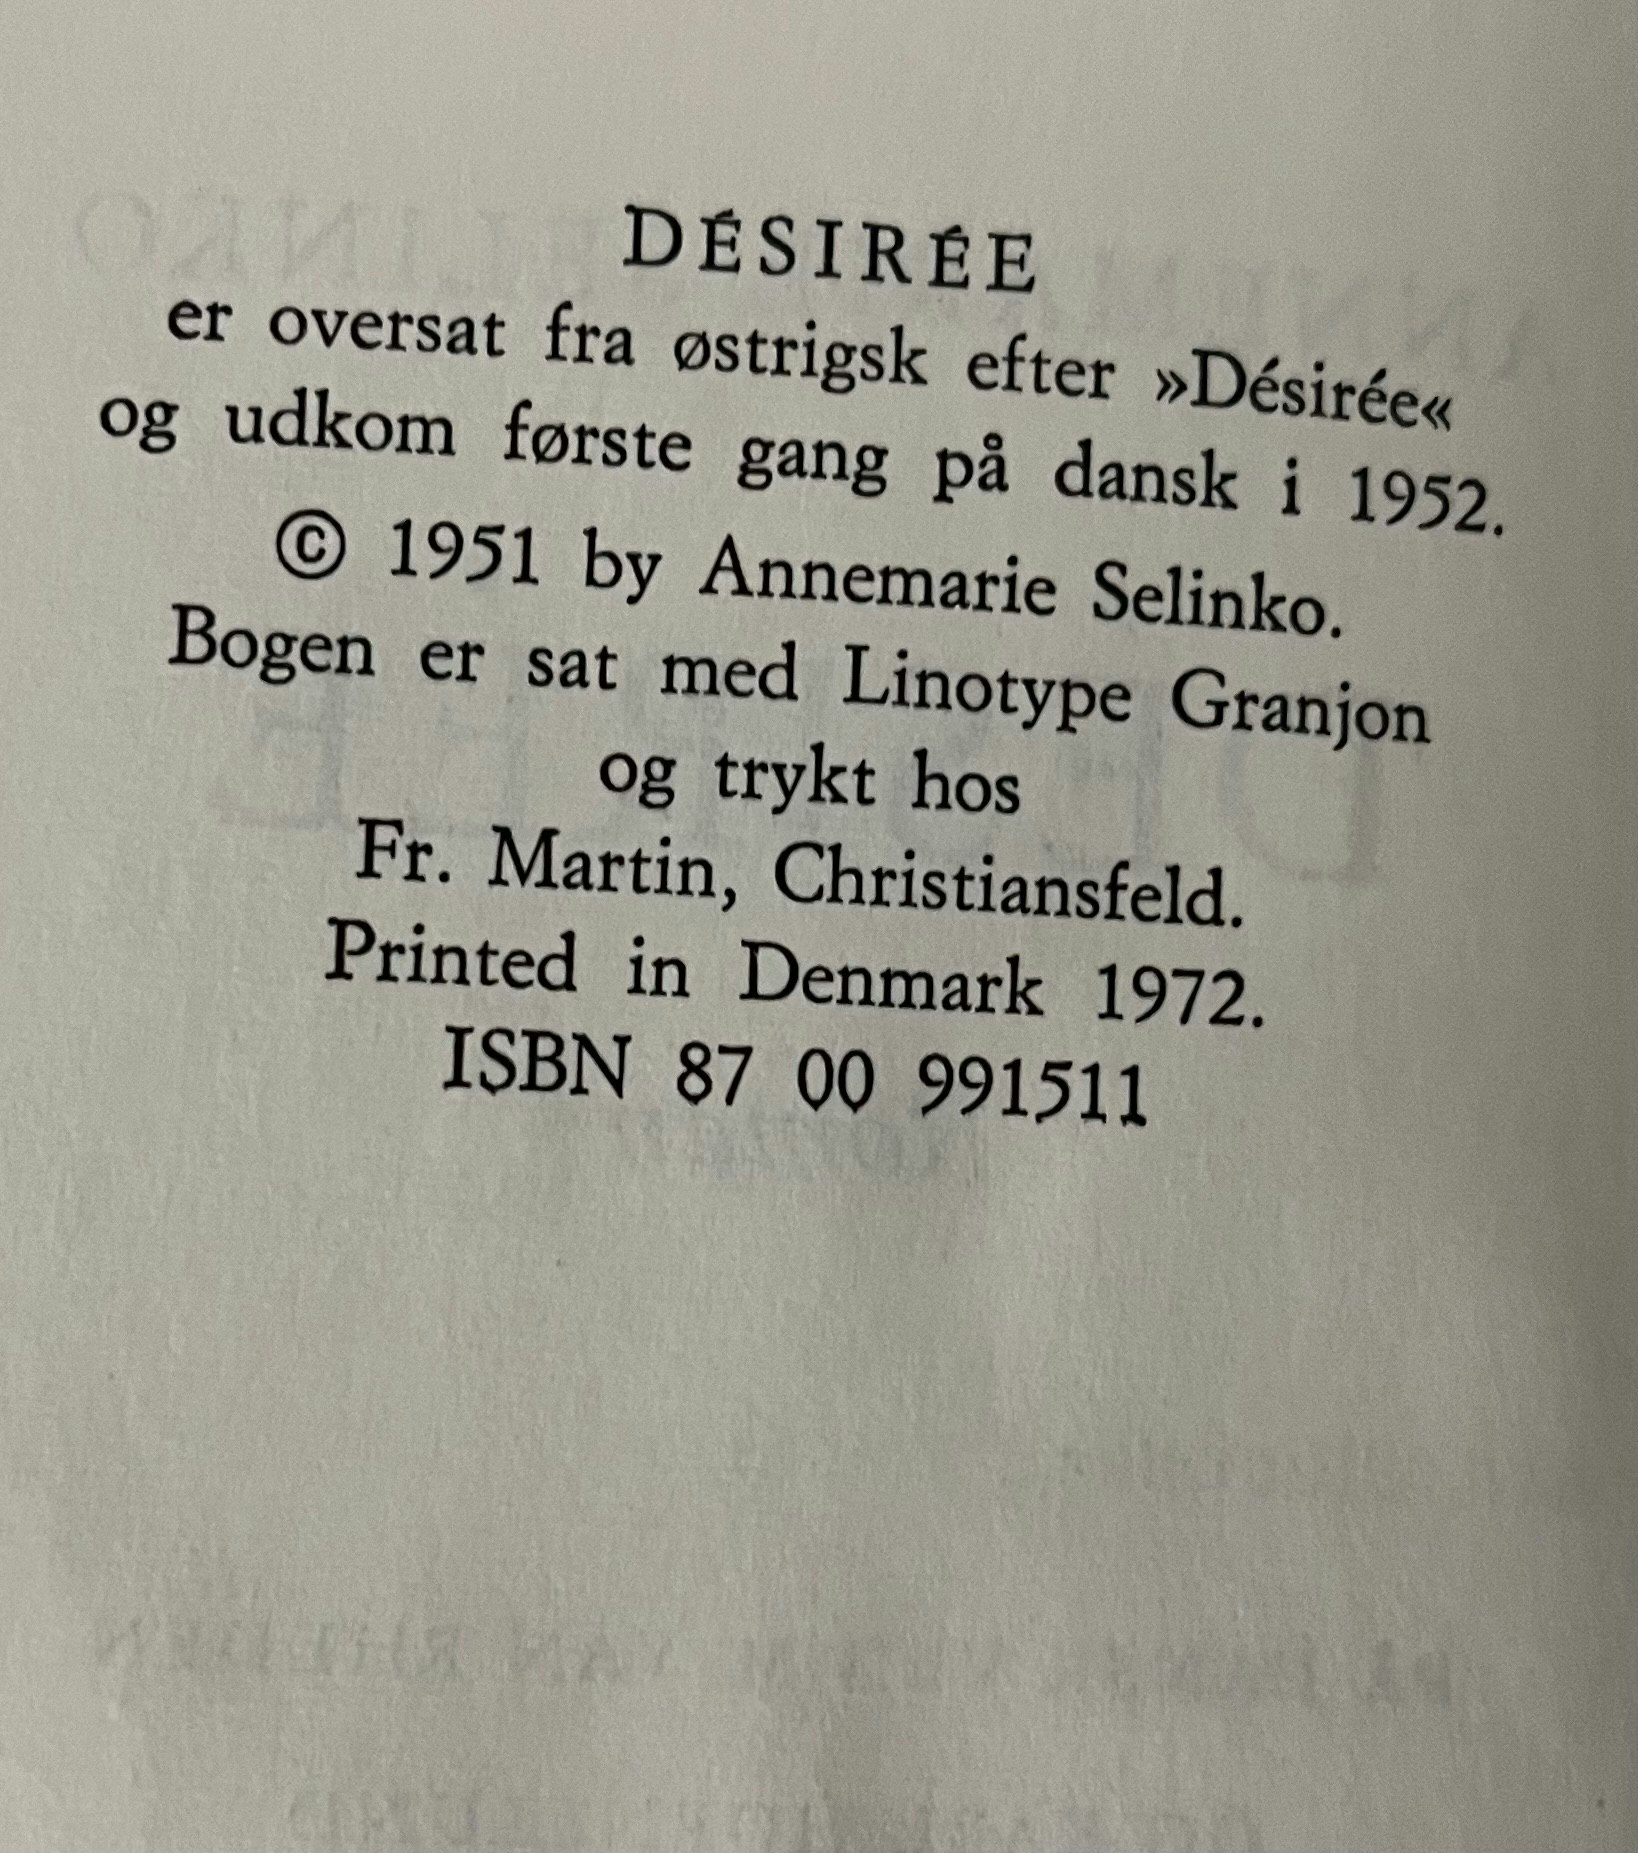 DÉSIRÉE
er oversat fra østrigsk efter »Désirée«
og udkom første gang på dansk i 1952.
© 1951 by Annemarie Selinko.
Bogen er sat med Linotype Granjon
og trykt hos
Fr. Martin, Christiansfeld.
Printed in Denmark 1972.
ISBN 87 00 991511